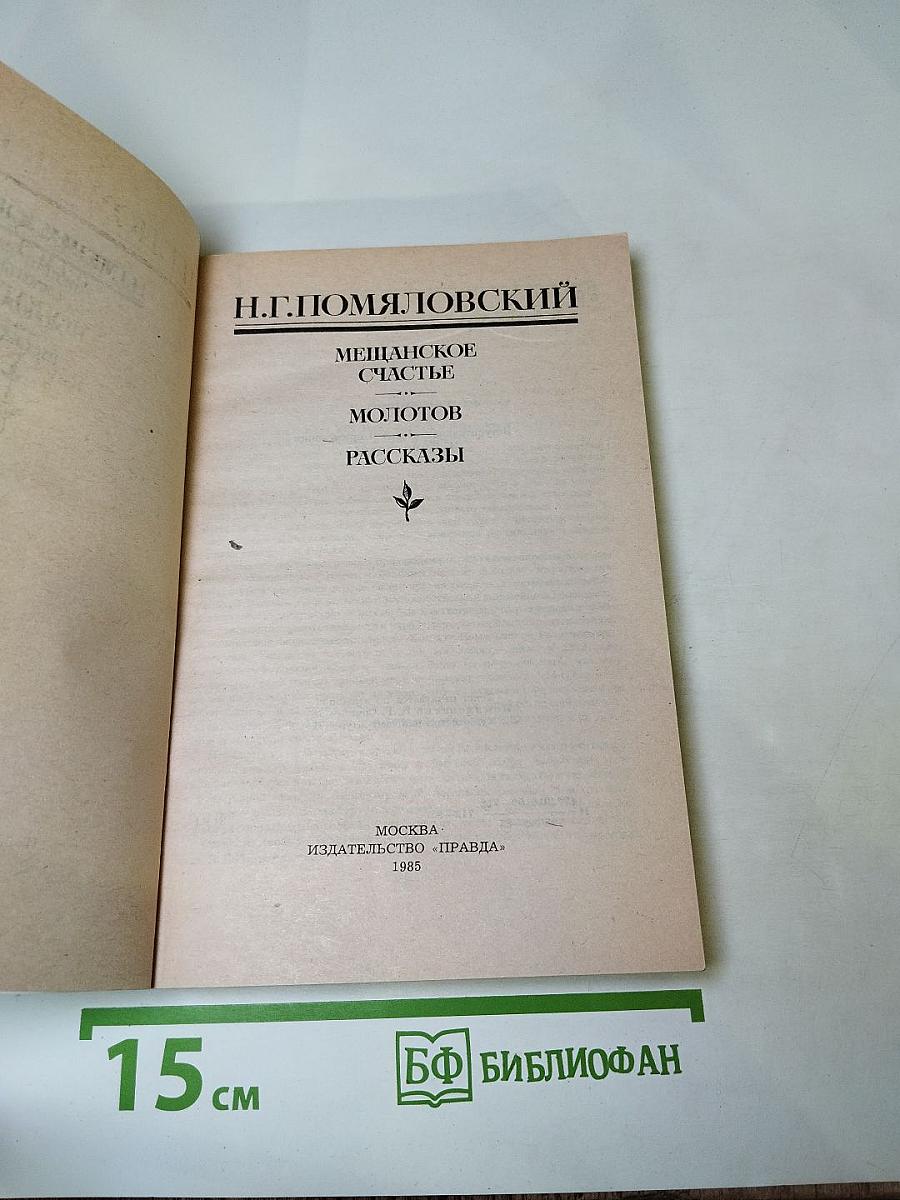 Н.Г.ПОМЯЛОВСКИЙ
МЕЩАНСКОЕ
СЧАСТЬЕ
МОЛОТОВ
РАССКАЗЫ
МОСКВА
ИЗДАТЕЛЬСТВО «ПРАВДА»
1985
15 см
БФ БИБЛИОФАН